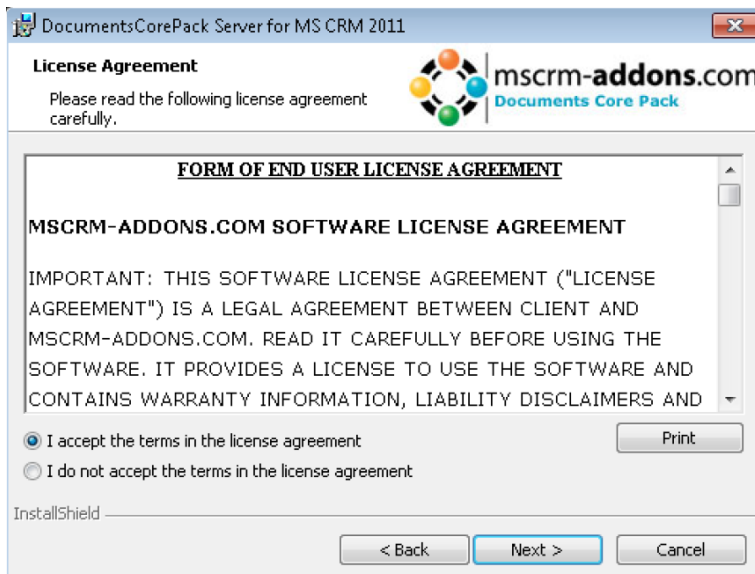 DocumentsCorePack Server for MS CRM 2011
License Agreement
Please read the following license agreement
carefully.
mscrm-addons.com
Documents Core Pack
FORM OF END USER LICENSE AGREEMENT
MSCRM-ADDONS.COM SOFTWARE LICENSE AGREEMENT
IMPORTANT: THIS SOFTWARE LICENSE AGREEMENT ("LICENSE
AGREEMENT") IS A LEGAL AGREEMENT BETWEEN CLIENT AND
MSCRM-ADDONS.COM. READ IT CAREFULLY BEFORE USING THE
SOFTWARE. IT PROVIDES A LICENSE TO USE THE SOFTWARE AND
CONTAINS WARRANTY INFORMATION, LIABILITY DISCLAIMERS AND
I accept the terms in the license agreement
Print
I do not accept the terms in the license agreement
InstallShield
< Back
Next >
Cancel